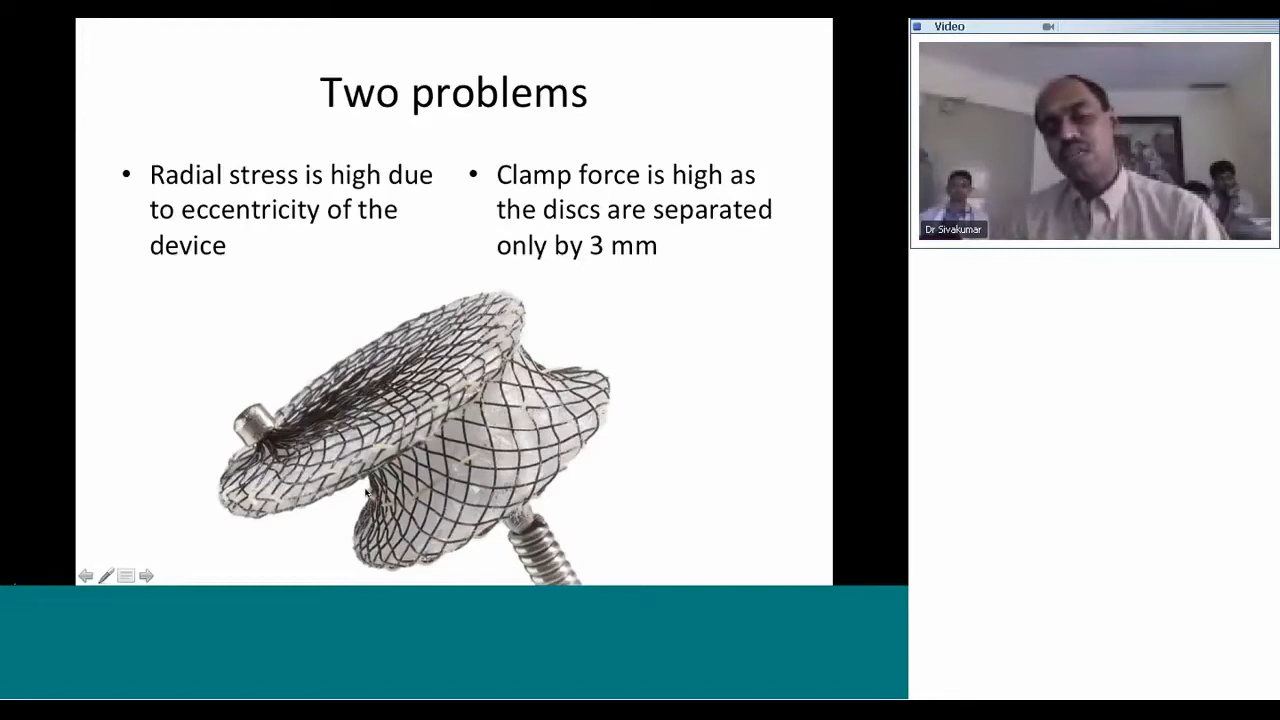 Two problems
• Radial stress is high due
to eccentricity of the
device
• Clamp force is high as
the discs are separated
only by 3 mm
Video
Dr Sivakumar